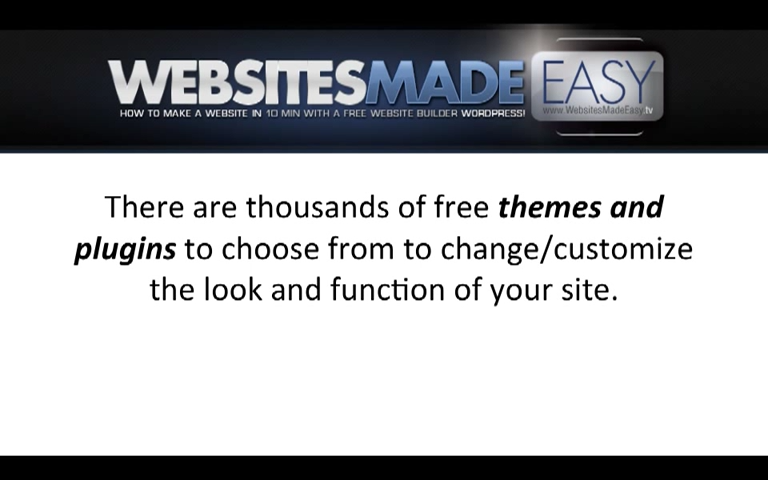 WEBSITESMADE EASY
HOW TO MAKE A WEBSITE IN 10 MIN WITH A FREE WEBSITE BUILDER WORDPRESS!
www.WebsitesMadeEasy.tv
There are thousands of free themes and
plugins to choose from to change/customize
the look and function of your site.